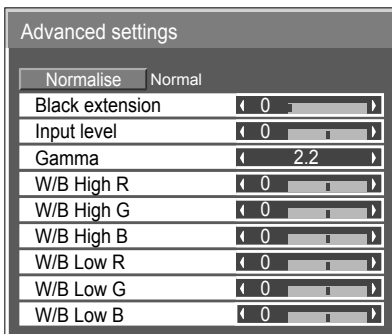 Advanced settings
Normalise Normal
Black extension 0
Input level 0
Gamma 2.2
W/B High R 0
W/B High G 0
W/B High B 0
W/B Low R 0
W/B Low G 0
W/B Low B 0